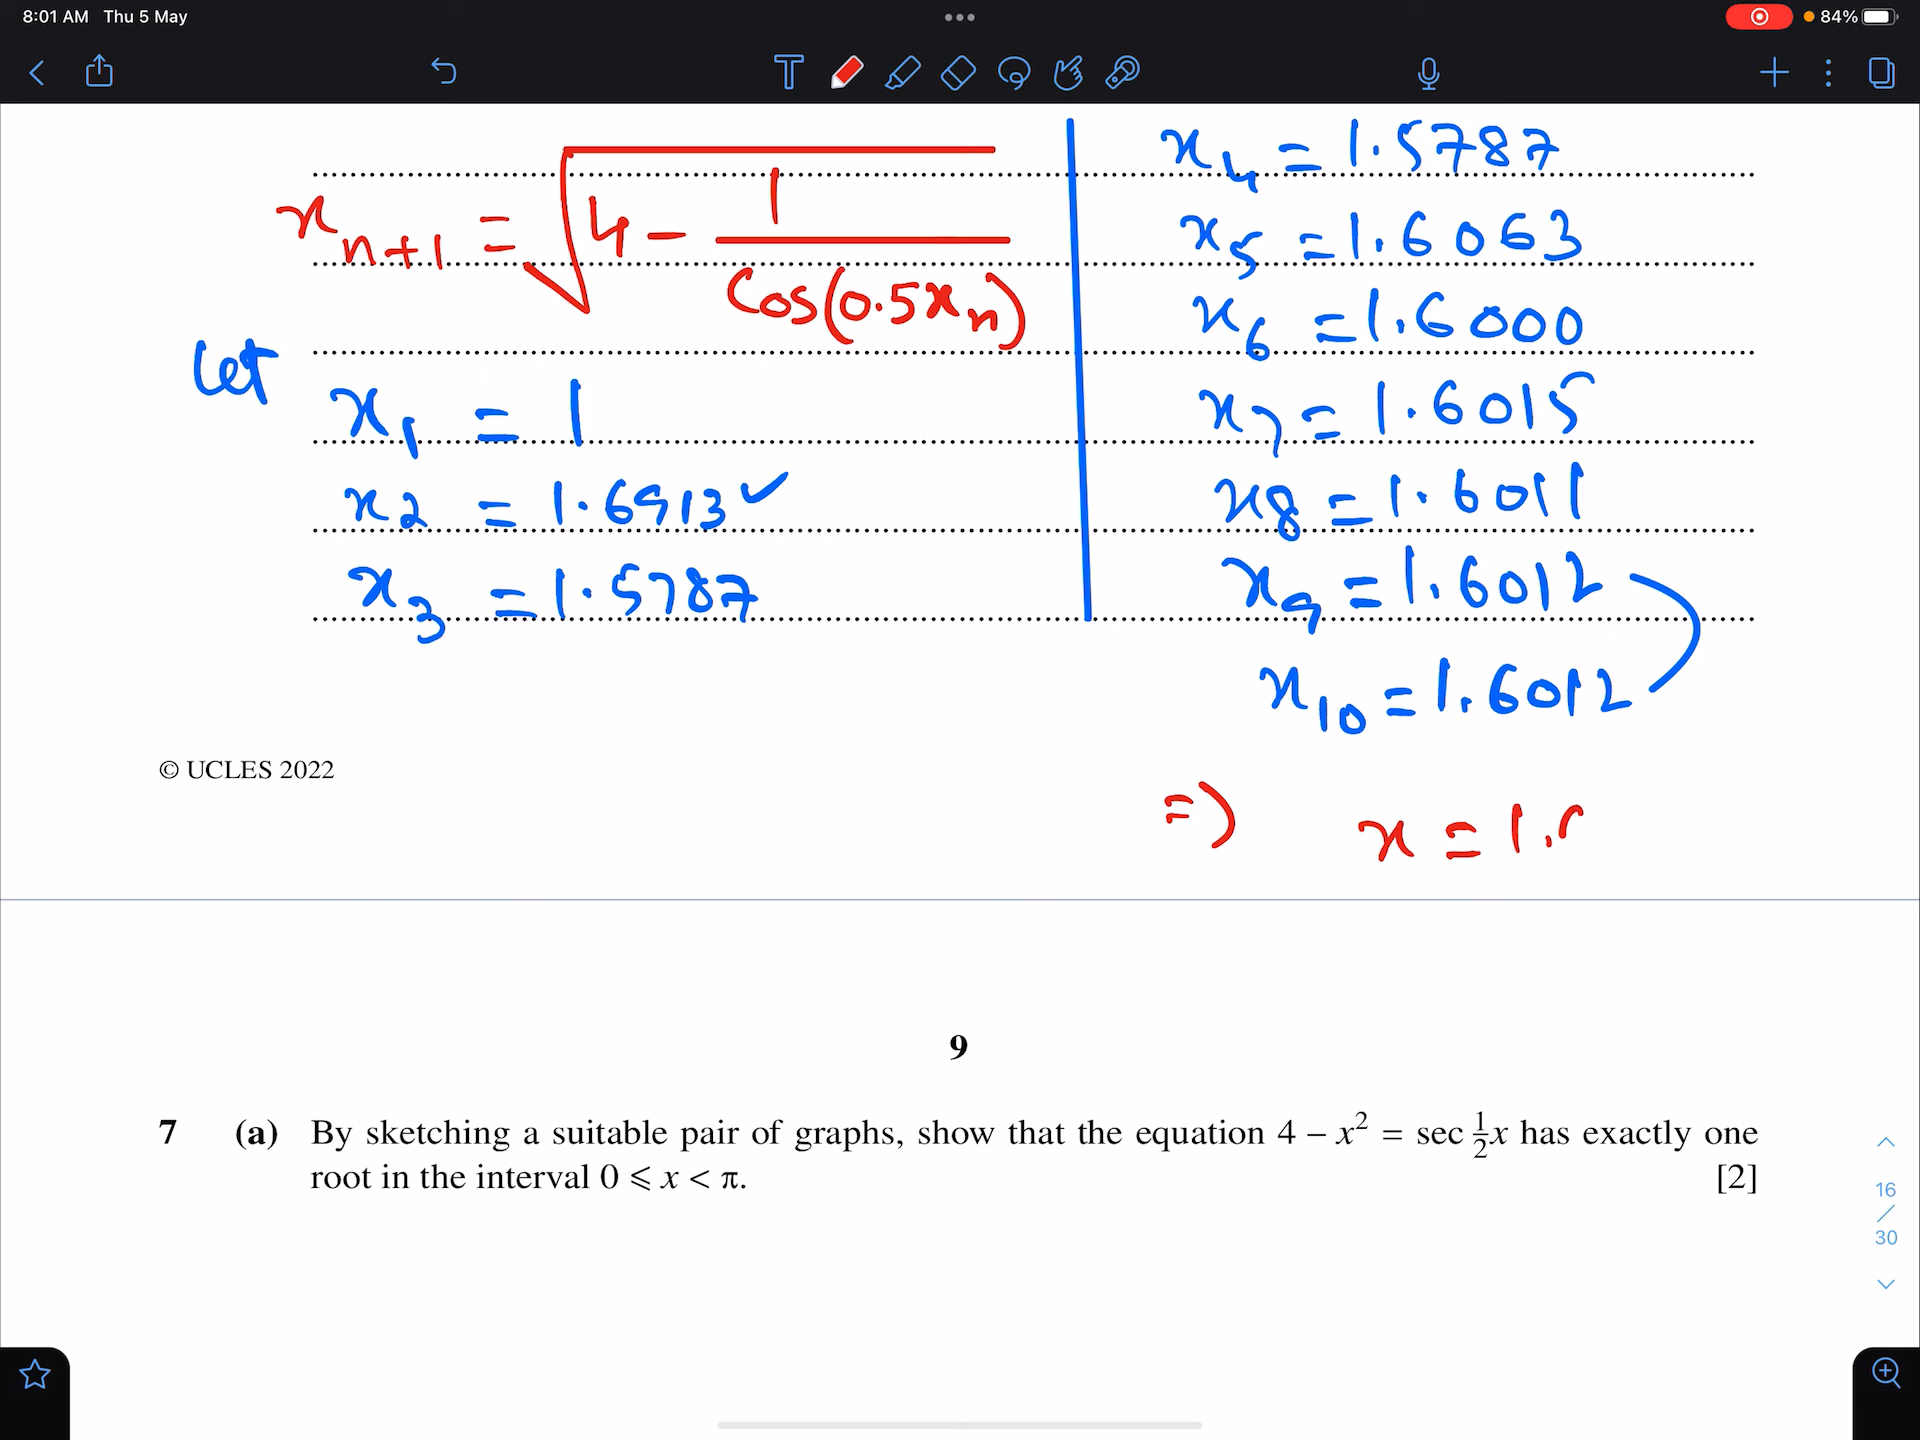 8:01 AM Thu 5 May
84%
x_{n+1} = √(4 - 1/Cos(0.5x_n))
Let
x_1 = 1
x_2 = 1.6913 ✓
x_3 = 1.5787
x_4 = 1.5787
x_5 = 1.6063
x_6 = 1.6000
x_7 = 1.6015
x_8 = 1.6011
x_9 = 1.6012
x_10 = 1.6012
© UCLES 2022
=> x = 1.
9
7 (a) By sketching a suitable pair of graphs, show that the equation 4 – x² = sec ½x has exactly one
root in the interval 0 ⩽ x < π. [2]
16
/
30